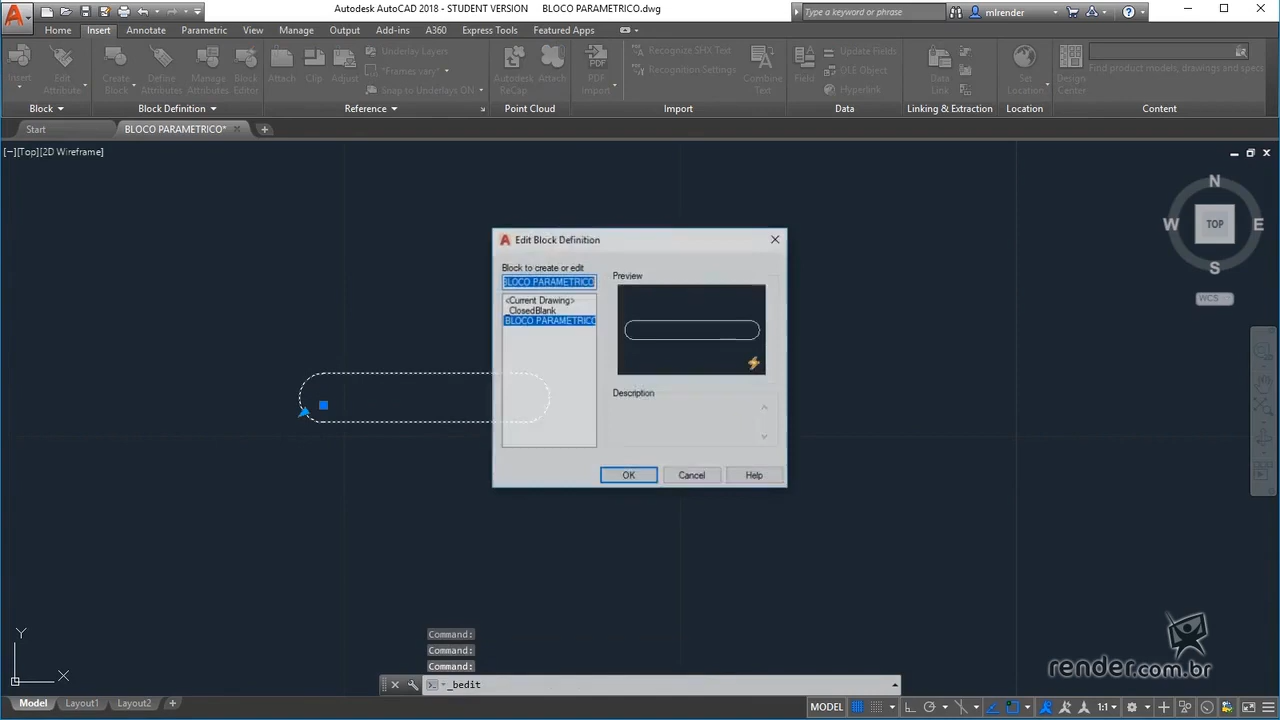 Autodesk AutoCAD 2018 - STUDENT VERSION BLOCO PARAMETRICO.dwg
Type a keyword or phrase
mlrender
Home Insert Annotate Parametric View Manage Output Add-ins A360 Express Tools Featured Apps
Insert
Edit
Attribute
Create
Block
Define
Attributes
Manage
Attributes
Block
Editor
Attach
Clip
Adjust
Underlay Layers
*Frames vary*
Snap to Underlays ON
Autodesk
ReCap
Attach
PDF
PDF
Import
Recognize SHX Text
Recognition Settings
Combine
Text
Field
Update Fields
OLE Object
Hyperlink
Data
Link
Set
Location
Design
Center
Find product models, drawings and specs
Block Block Definition Reference Point Cloud Import Data Linking & Extraction Location Content
Start BLOCO PARAMETRICO*
[−][Top][2D Wireframe]
N
W TOP E
S
WCS
Edit Block Definition
Block to create or edit
BLOCO PARAMETRICO
<Current Drawing>
ClosedBlank
BLOCO PARAMETRICO
Preview
Description
OK Cancel Help
Y
X
Command:
Command:
Command:
_bedit
render.com.br
Model Layout1 Layout2
MODEL 1:1